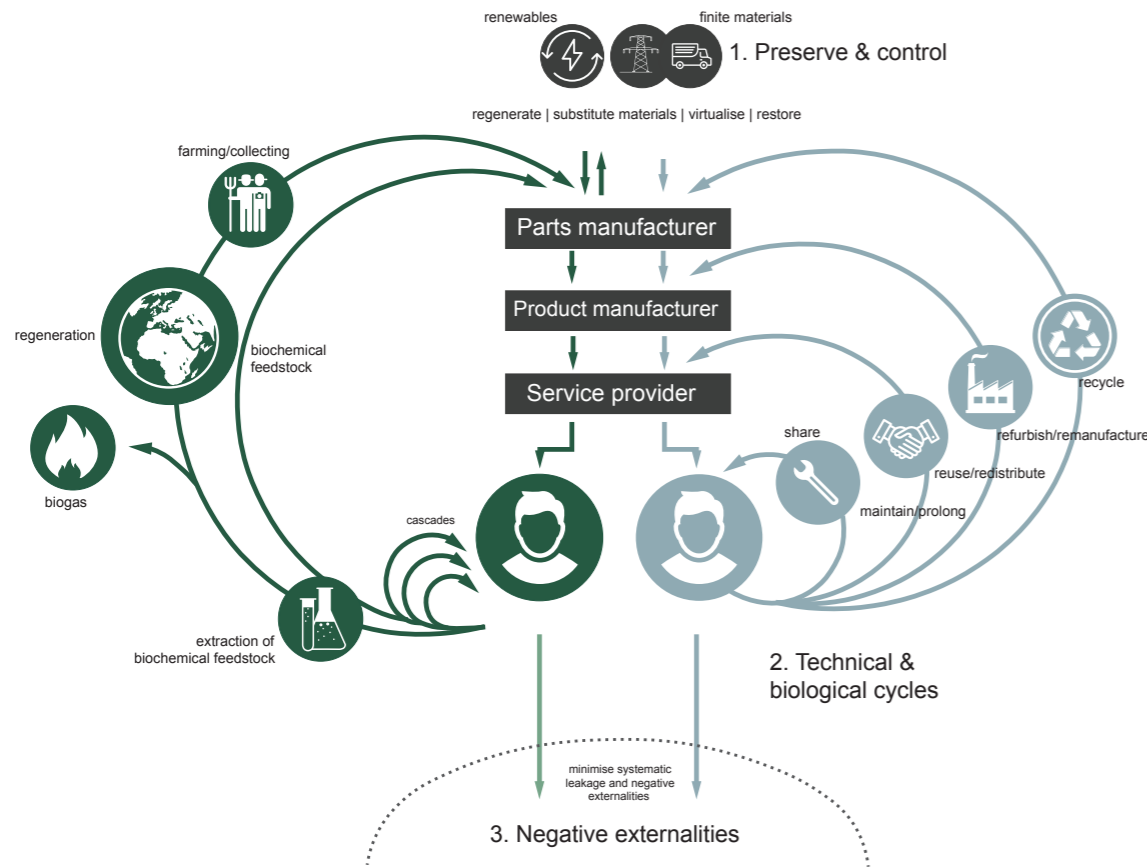 renewables
finite materials
1. Preserve & control
regenerate | substitute materials | virtualise | restore
farming/collecting
Parts manufacturer
Product manufacturer
regeneration
biochemical
feedstock
recycle
Service provider
share
refurbish/remanufacture
reuse/redistribute
biogas
maintain/prolong
cascades
extraction of
biochemical feedstock
2. Technical &
biological cycles
minimise systematic
leakage and negative
externalities
3. Negative externalities